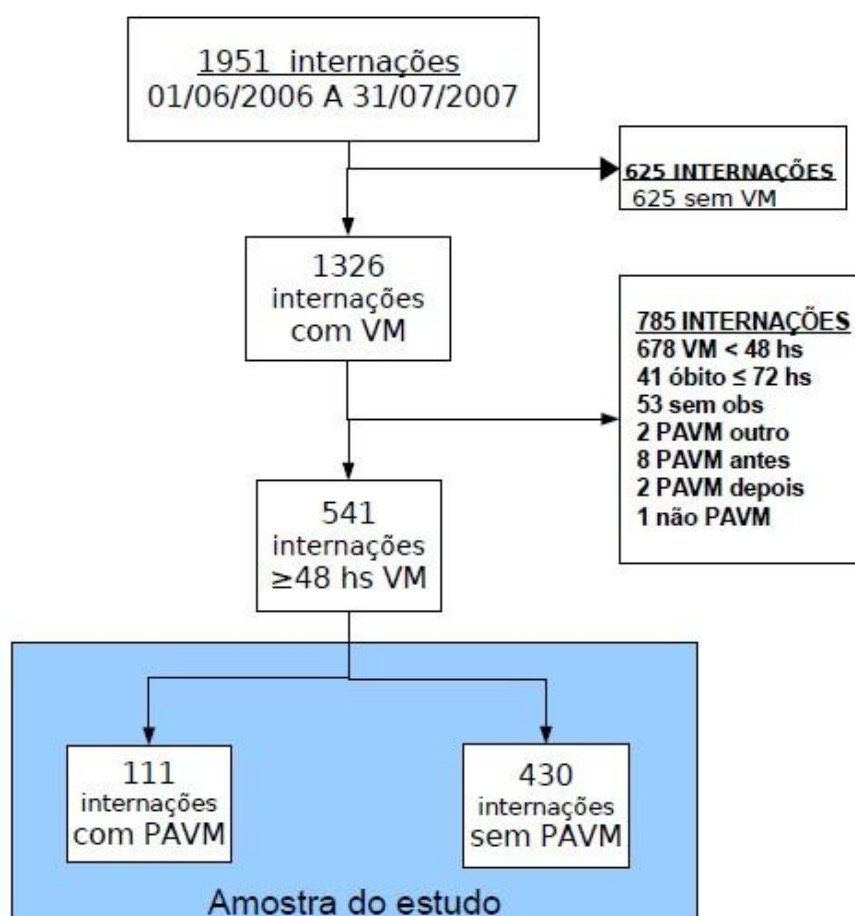 1951 internações
01/06/2006 A 31/07/2007
625 INTERNAÇÕES
625 sem VM
1326
internações
com VM
785 INTERNAÇÕES
678 VM < 48 hs
41 óbito ≤ 72 hs
53 sem obs
2 PAVM outro
8 PAVM antes
2 PAVM depois
1 não PAVM
541
internações
≥48 hs VM
111
internações
com PAVM
430
internações
sem PAVM
Amostra do estudo